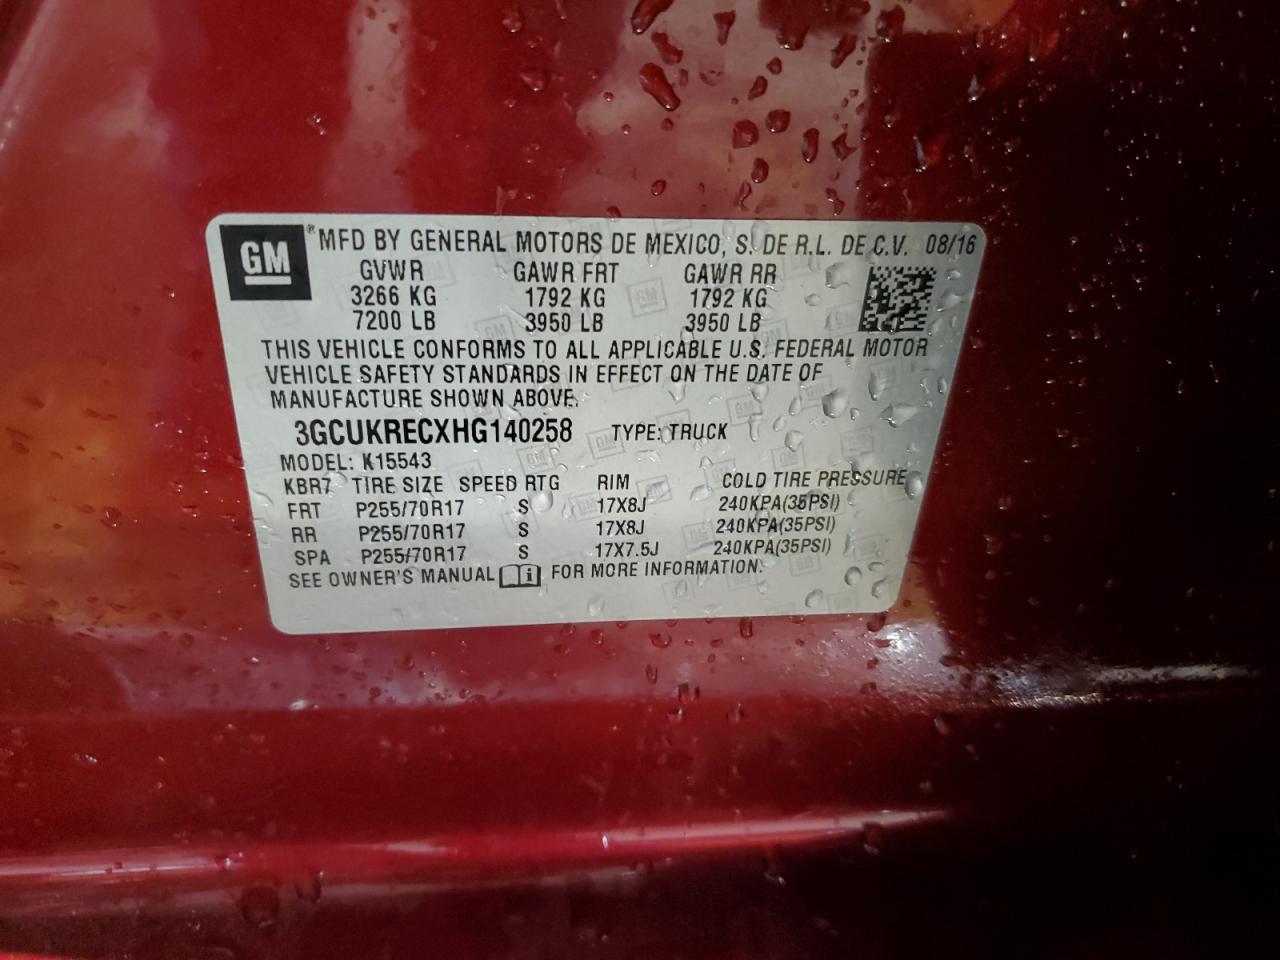 GM ® MFD BY GENERAL MOTORS DE MEXICO, S. DE R.L. DE C.V. 08/16
GVWR GAWR FRT GAWR RR
3266 KG 1792 KG 1792 KG
7200 LB 3950 LB 3950 LB
THIS VEHICLE CONFORMS TO ALL APPLICABLE U.S. FEDERAL MOTOR
VEHICLE SAFETY STANDARDS IN EFFECT ON THE DATE OF
MANUFACTURE SHOWN ABOVE.
3GCUKRECXHG140258 TYPE: TRUCK
MODEL: K15543
KBR7 TIRE SIZE SPEED RTG RIM COLD TIRE PRESSURE
FRT P255/70R17 S 17X8J 240KPA(35PSI)
RR P255/70R17 S 17X8J 240KPA(35PSI)
SPA P255/70R17 S 17X7.5J 240KPA(35PSI)
SEE OWNER'S MANUAL i FOR MORE INFORMATION.